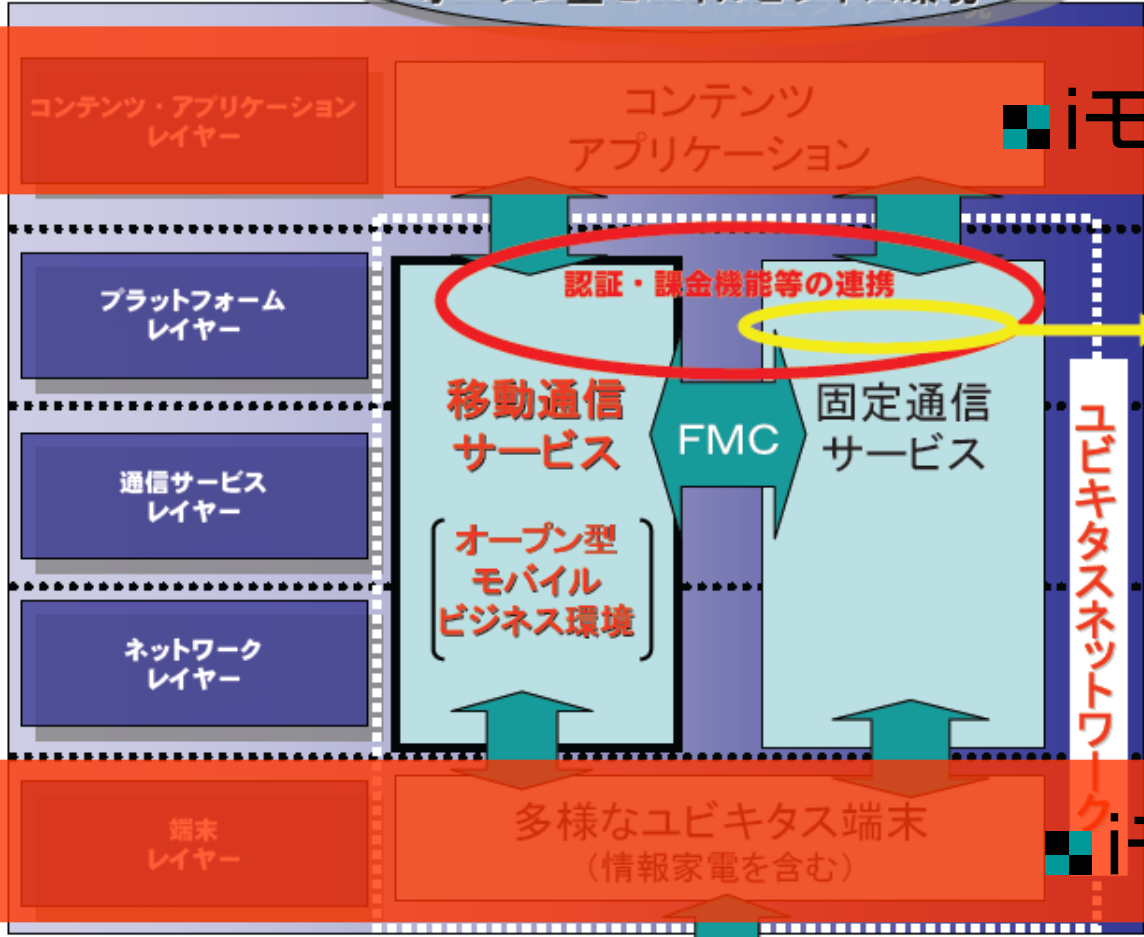 コンテンツ・アプリケーション
レイヤー
コンテンツ
アプリケーション
iモ
プラットフォーム
レイヤー
認証・課金機能等の連携
移動通信
サービス
FMC
固定通信
サービス
通信サービス
レイヤー
オープン型
モバイル
ビジネス環境
ユビキタスネットワーク
ネットワーク
レイヤー
端末
レイヤー
多様なユビキタス端末
（情報家電を含む）
iモ